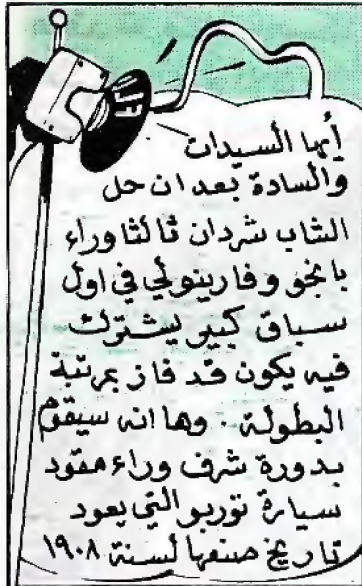 أيها السيدات
والسادة بعد ان حل
الشاب شردان ثالثا وراء
بانجو وفارينولي في اول
سباق كبير يشترك
فيه يكون قد فاز بمرتبة
البطولة .. وها انه سيقوم
بدورة شرف وراء مقود
سيارة توربو التي يعود
تاريخ صنعها لسنة ١٩٠٨